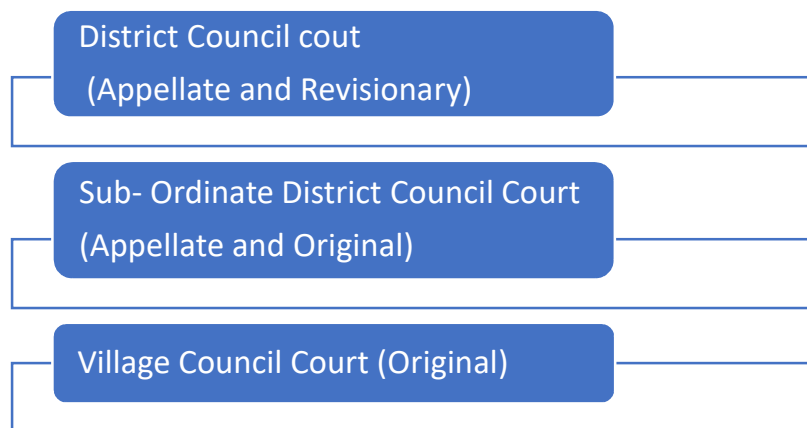 District Council cout
(Appellate and Revisionary)
Sub- Ordinate District Council Court
(Appellate and Original)
Village Council Court (Original)